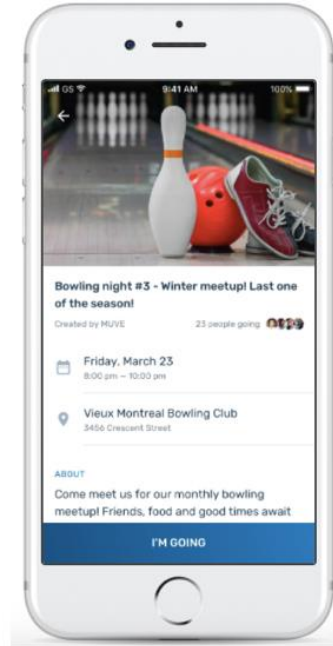 GS 9:41 AM 100%
Bowling night #3 - Winter meetup! Last one
of the season!
Created by MUVE 23 people going
Friday, March 23
8:00 pm – 10:00 pm
Vieux Montreal Bowling Club
3456 Crescent Street
ABOUT
Come meet us for our monthly bowling
meetup! Friends, food and good times await
I'M GOING